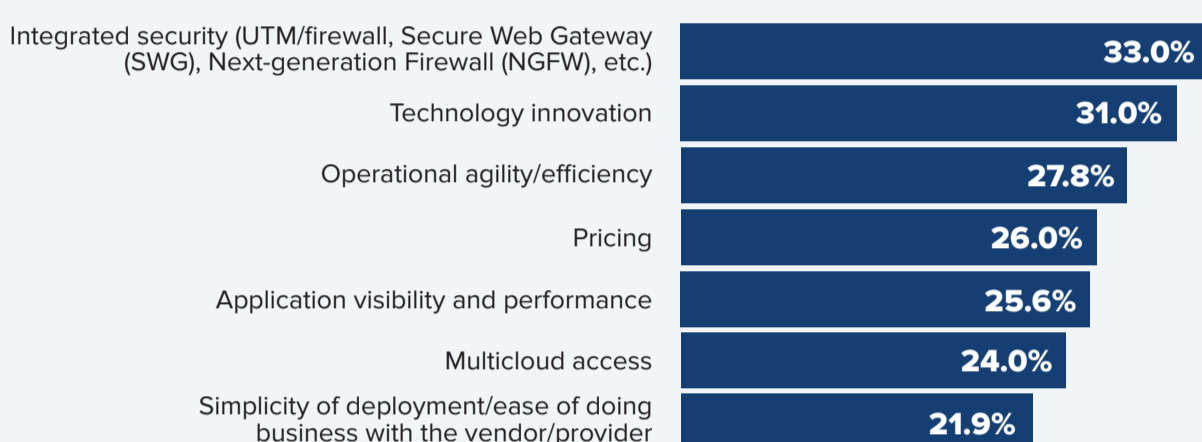 Integrated security (UTM/firewall, Secure Web Gateway
(SWG), Next-generation Firewall (NGFW), etc.)
33.0%
Technology innovation
31.0%
Operational agility/efficiency
27.8%
Pricing
26.0%
Application visibility and performance
25.6%
Multicloud access
24.0%
Simplicity of deployment/ease of doing
business with the vendor/provider
21.9%